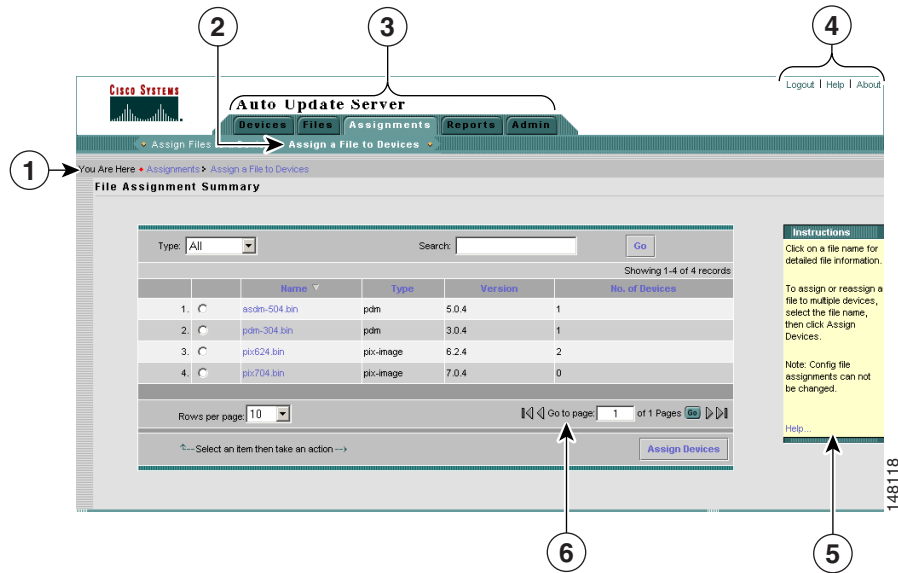 2
3
4
CISCO SYSTEMS
Logout | Help | About
Auto Update Server
Devices Files Assignments Reports Admin
Assign Files Assign a File to Devices
1
You Are Here Assignments Assign a File to Devices
File Assignment Summary
Type: All Search: Go
Showing 1-4 of 4 records
Name Type Version No. of Devices
1. asdm-504.bin pdm 5.0.4 1
2. pdm-304.bin pdm 3.0.4 1
3. pix624.bin pix-image 6.2.4 2
4. pix704.bin pix-image 7.0.4 0
Rows per page: 10 Go to page: 1 of 1 Pages Go
Select an item then take an action --> Assign Devices
Instructions
Click on a file name for
detailed file information.
To assign or reassign a
file to multiple devices,
select the file name,
then click Assign
Devices.
Note: Config file
assignments can not
be changed.
Help...
148118
6
5